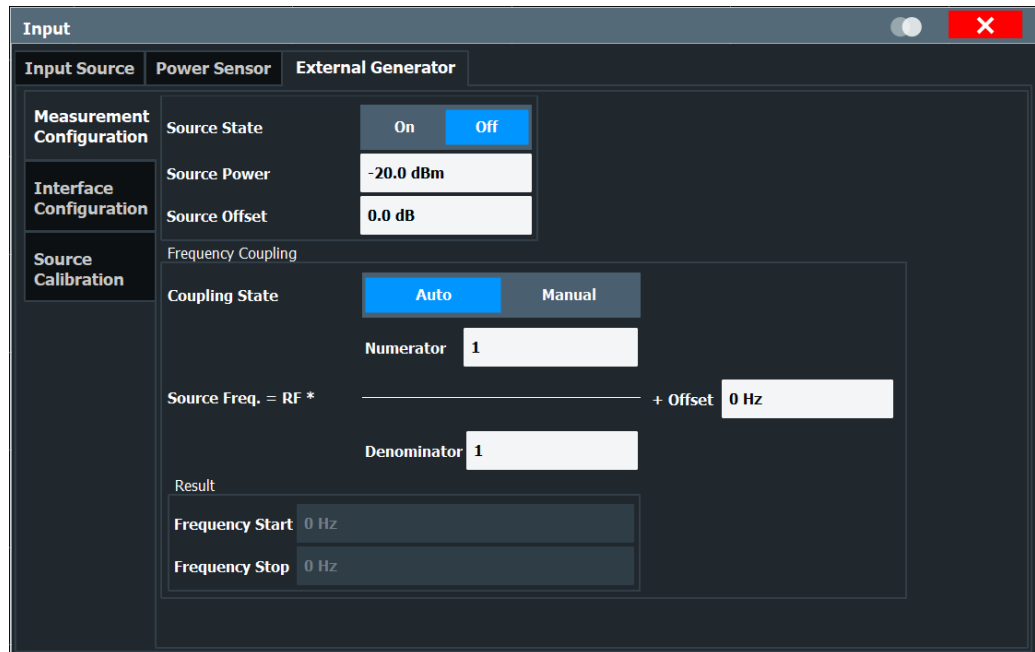 Input
Input Source Power Sensor External Generator
Measurement
Configuration
Interface
Configuration
Source
Calibration
Source State On Off
Source Power -20.0 dBm
Source Offset 0.0 dB
Frequency Coupling
Coupling State Auto Manual
Numerator 1
Source Freq. = RF * + Offset 0 Hz
Denominator 1
Result
Frequency Start 0 Hz
Frequency Stop 0 Hz